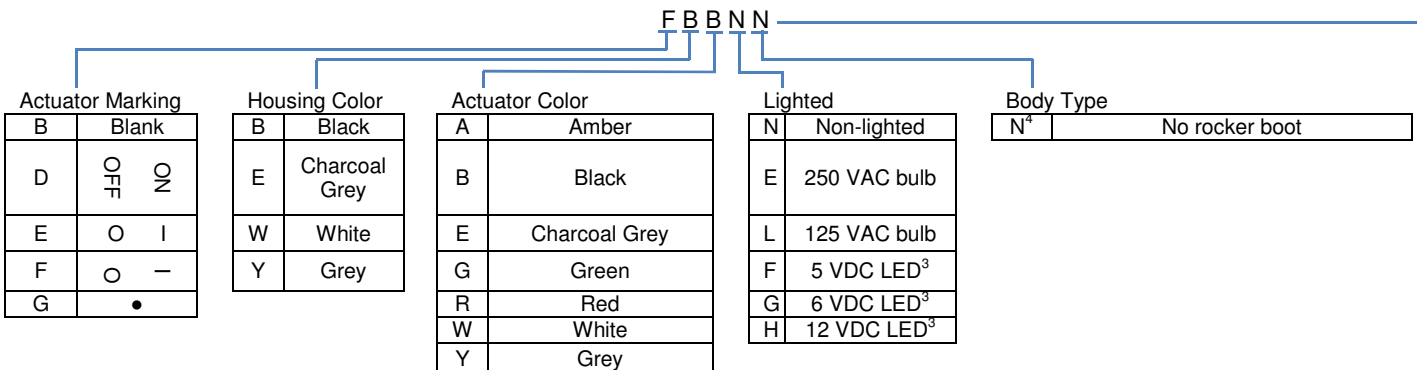 F B B N N
Actuator Marking
B Blank
D OFF ON
E O I
F O I
G ●
Housing Color
B Black
E Charcoal Grey
W White
Y Grey
Actuator Color
A Amber
B Black
E Charcoal Grey
G Green
R Red
W White
Y Grey
Lighted
N Non-lighted
E 250 VAC bulb
L 125 VAC bulb
F 5 VDC LED³
G 6 VDC LED³
H 12 VDC LED³
Body Type
N⁴ No rocker boot